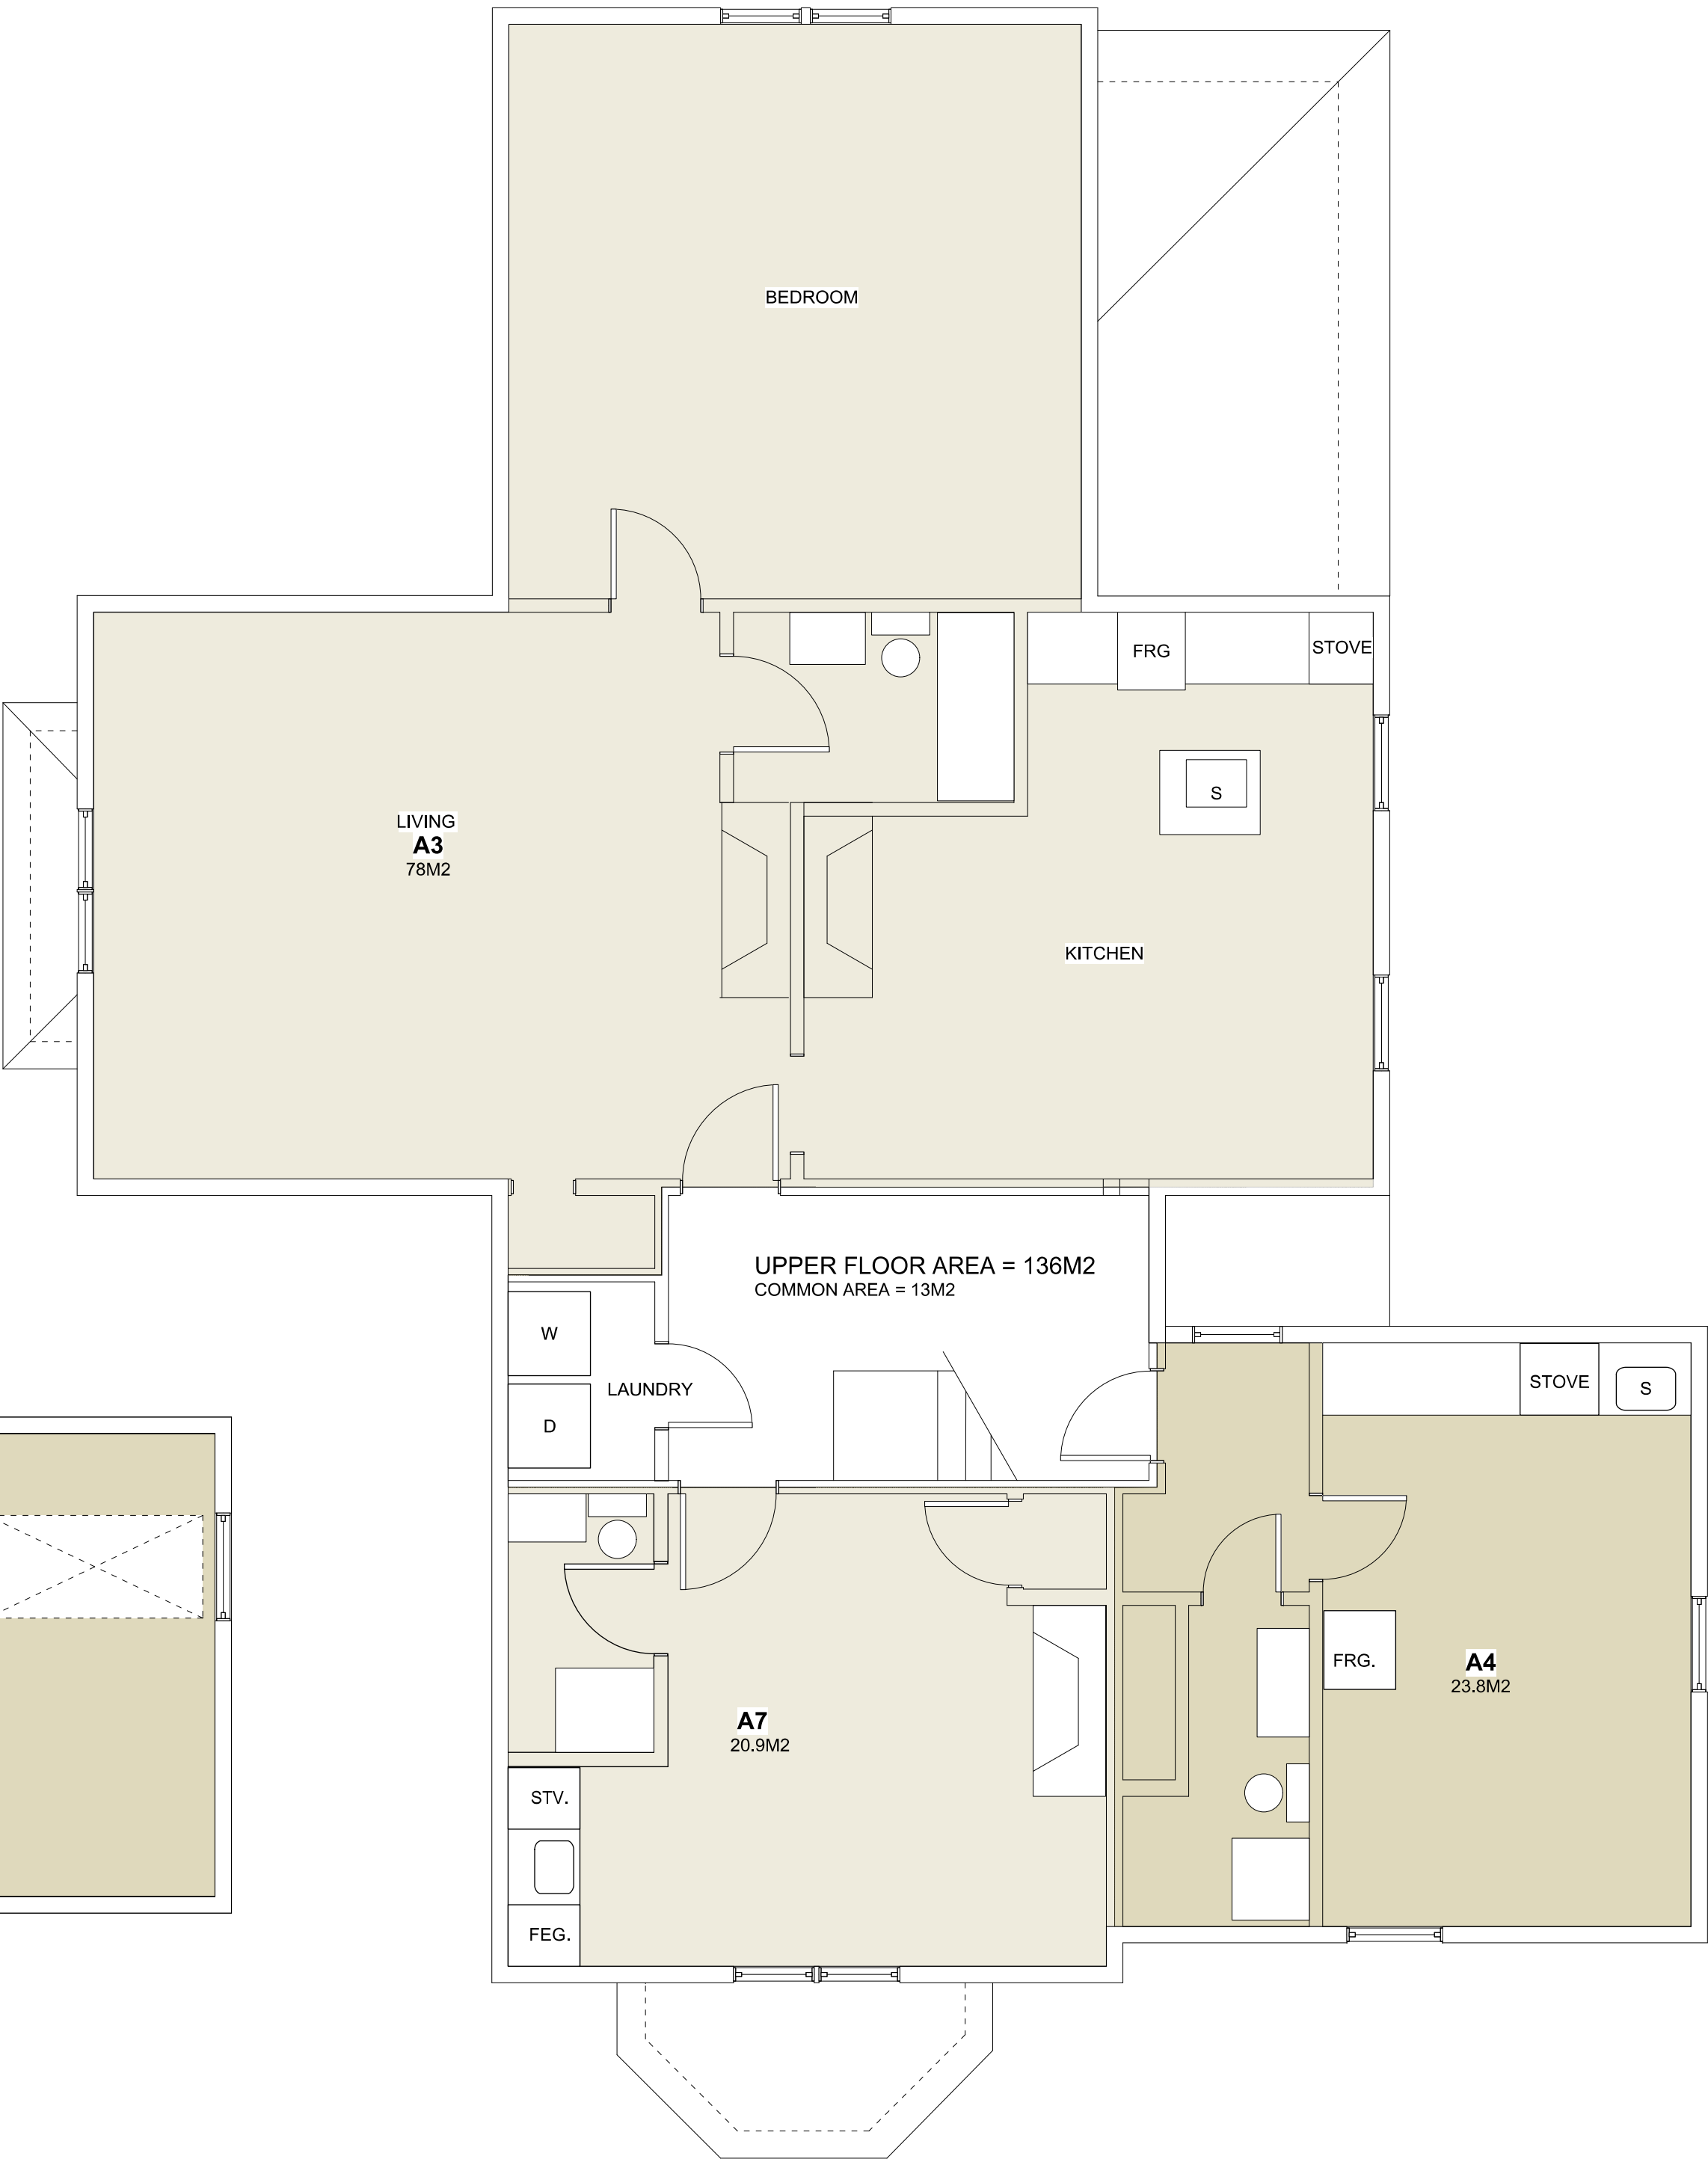 BEDROOM
FRG
STOVE
S
LIVING
A3
78M2
KITCHEN
UPPER FLOOR AREA = 136M2
COMMON AREA = 13M2
W
LAUNDRY
D
STOVE
S
FRG.
A4
23.8M2
A7
20.9M2
STV.
FEG.